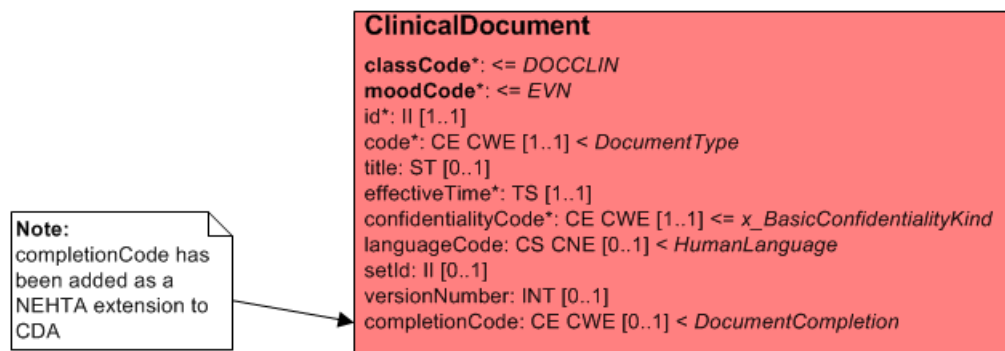 ClinicalDocument
classCode*: <= DOCCLIN
moodCode*: <= EVN
id*: II [1..1]
code*: CE CWE [1..1] < DocumentType
title: ST [0..1]
effectiveTime*: TS [1..1]
confidentialityCode*: CE CWE [1..1] <= x_BasicConfidentialityKind
languageCode: CS CNE [0..1] < HumanLanguage
setId: II [0..1]
versionNumber: INT [0..1]
completionCode: CE CWE [0..1] < DocumentCompletion
Note:
completionCode has
been added as a
NEHTA extension to
CDA